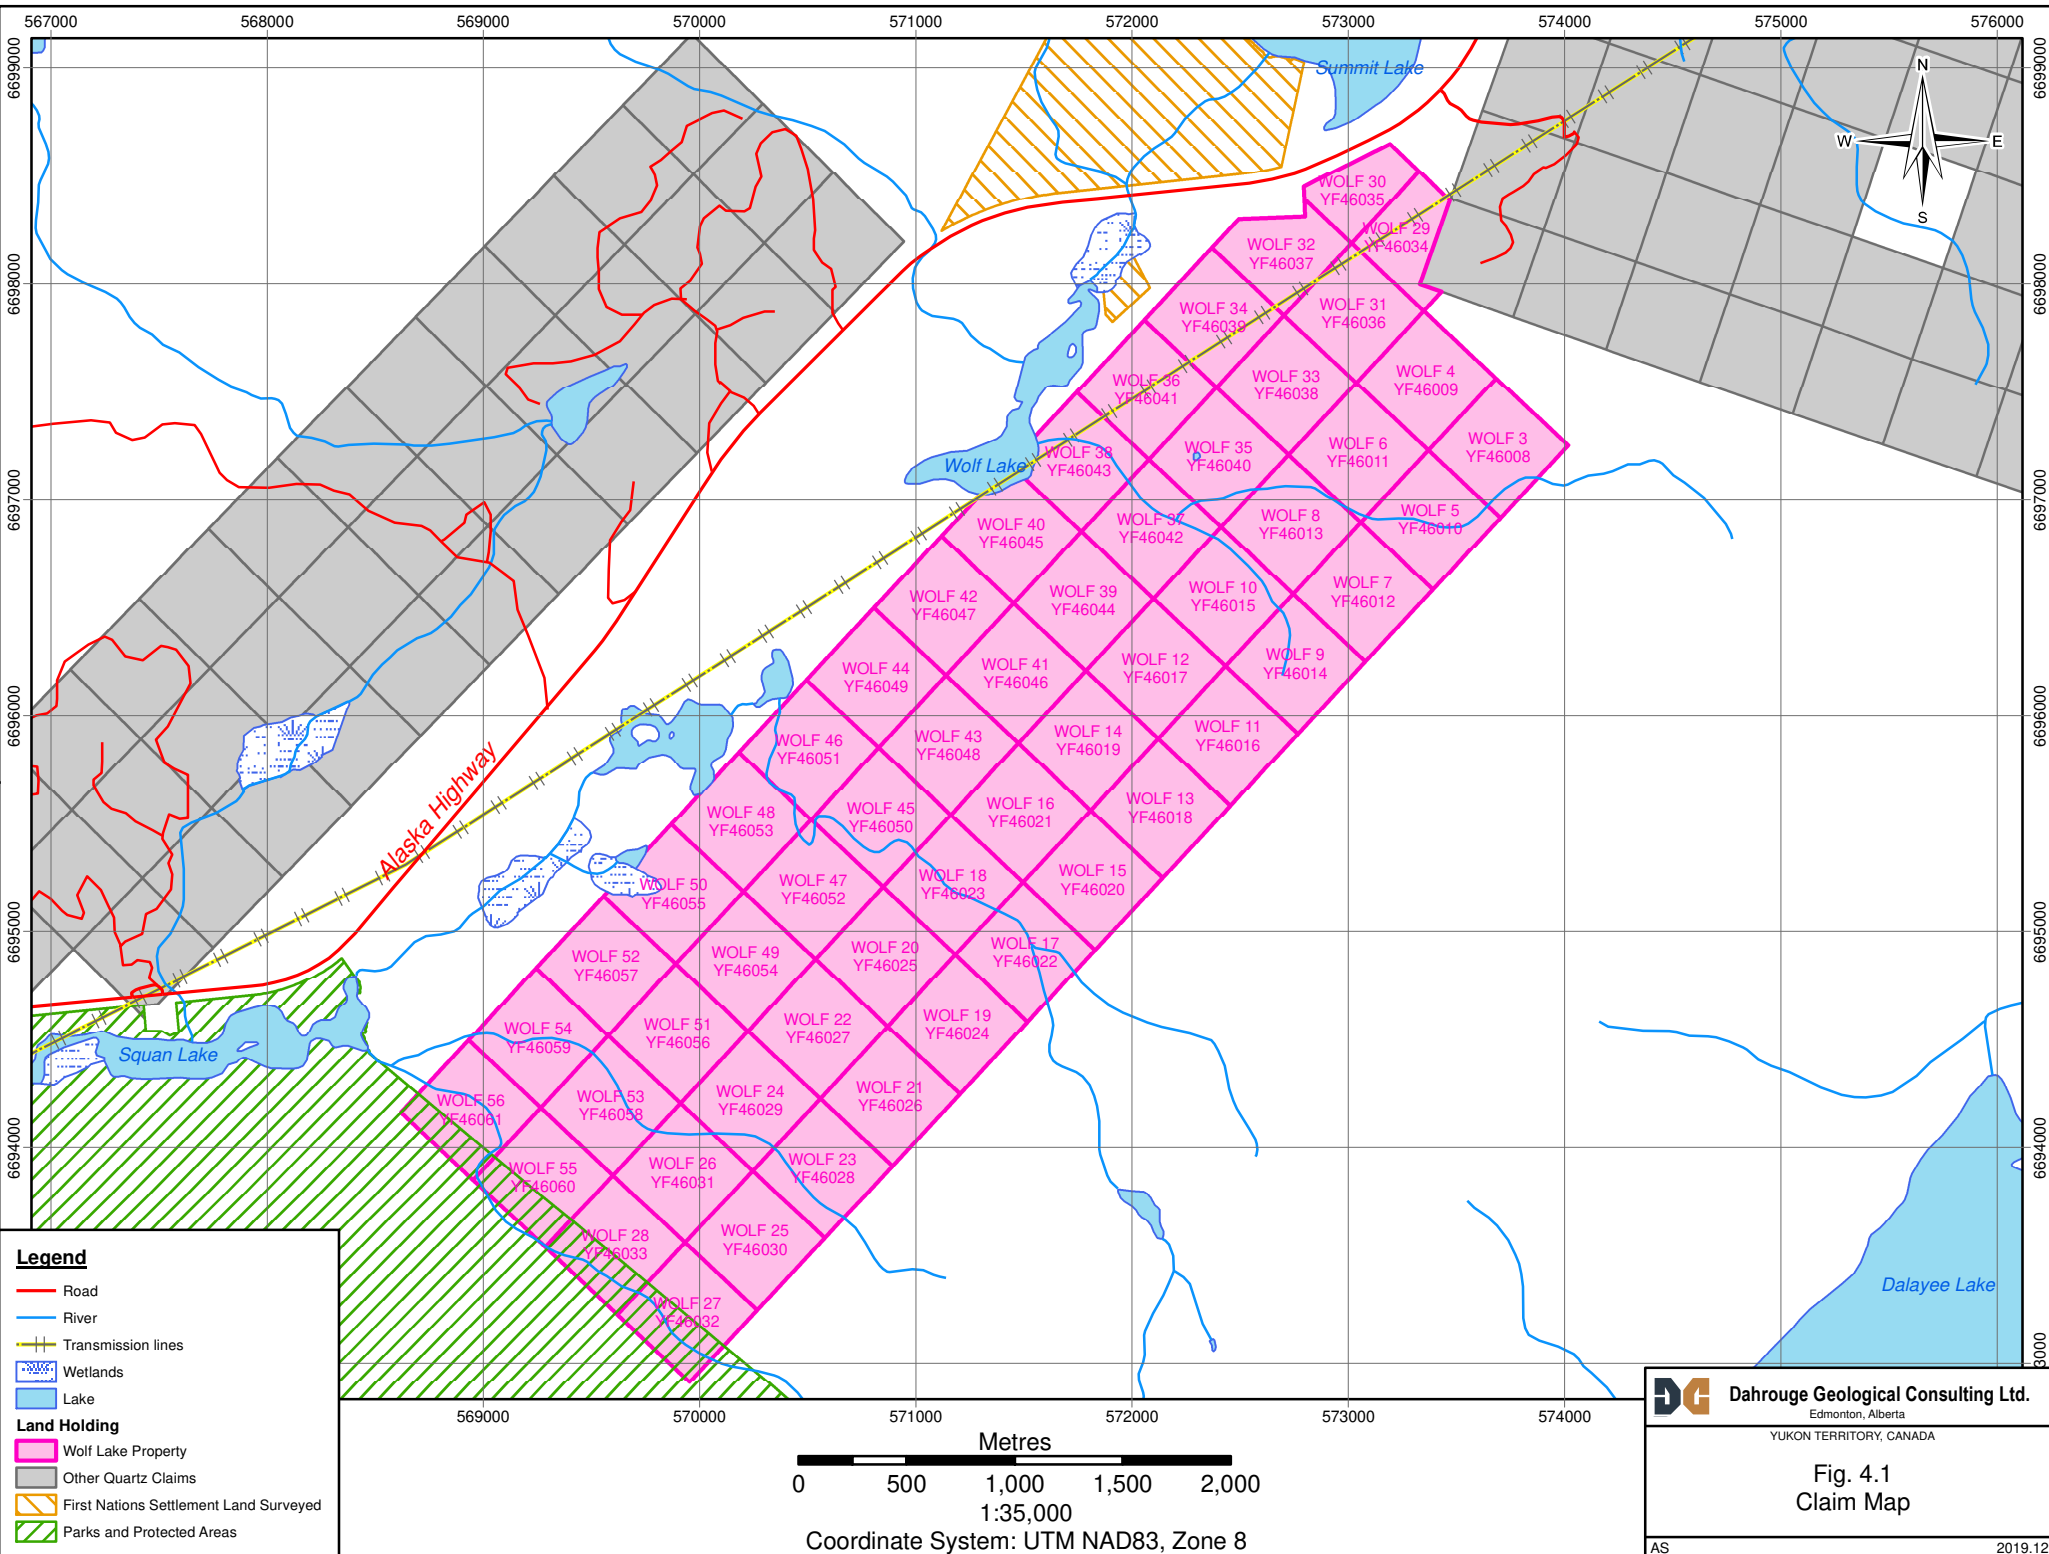 567000 568000 569000 570000 571000 572000 573000 574000 575000 576000
6699000 6699000
Summit Lake
N
W E
S
WOLF 30
YF46035
WOLF 29
YF46034
WOLF 32
YF46037
6698000 6698000
WOLF 34
YF46039
WOLF 31
YF46036
WOLF 36
YF46041
WOLF 33
YF46038
WOLF 4
YF46009
Wolf Lake
WOLF 38
YF46043
WOLF 35
YF46040
WOLF 6
YF46011
WOLF 3
YF46008
6697000 6697000
WOLF 40
YF46045
WOLF 37
YF46042
WOLF 8
YF46013
WOLF 5
YF46010
WOLF 42
YF46047
WOLF 39
YF46044
WOLF 10
YF46015
WOLF 7
YF46012
WOLF 44
YF46049
WOLF 41
YF46046
WOLF 12
YF46017
WOLF 9
YF46014
6696000 6696000
WOLF 46
YF46051
WOLF 43
YF46048
WOLF 14
YF46019
WOLF 11
YF46016
Alaska Highway
WOLF 48
YF46053
WOLF 45
YF46050
WOLF 16
YF46021
WOLF 13
YF46018
WOLF 50
YF46055
WOLF 47
YF46052
WOLF 18
YF46023
WOLF 15
YF46020
6695000 6695000
WOLF 52
YF46057
WOLF 49
YF46054
WOLF 20
YF46025
WOLF 17
YF46022
Squan Lake
WOLF 54
YF46059
WOLF 51
YF46056
WOLF 22
YF46027
WOLF 19
YF46024
WOLF 56
YF46061
WOLF 53
YF46058
WOLF 24
YF46029
WOLF 21
YF46026
6694000 6694000
WOLF 55
YF46060
WOLF 26
YF46031
WOLF 23
YF46028
WOLF 28
YF46033
WOLF 25
YF46030
WOLF 27
YF46032
Dalayee Lake
3000
Legend
Road
River
Transmission lines
Wetlands
Lake
Land Holding
Wolf Lake Property
Other Quartz Claims
First Nations Settlement Land Surveyed
Parks and Protected Areas
569000 570000 571000 572000 573000 574000
Metres
0 500 1,000 1,500 2,000
1:35,000
Coordinate System: UTM NAD83, Zone 8
Dahrouge Geological Consulting Ltd.
Edmonton, Alberta
YUKON TERRITORY, CANADA
Fig. 4.1
Claim Map
AS 2019.12